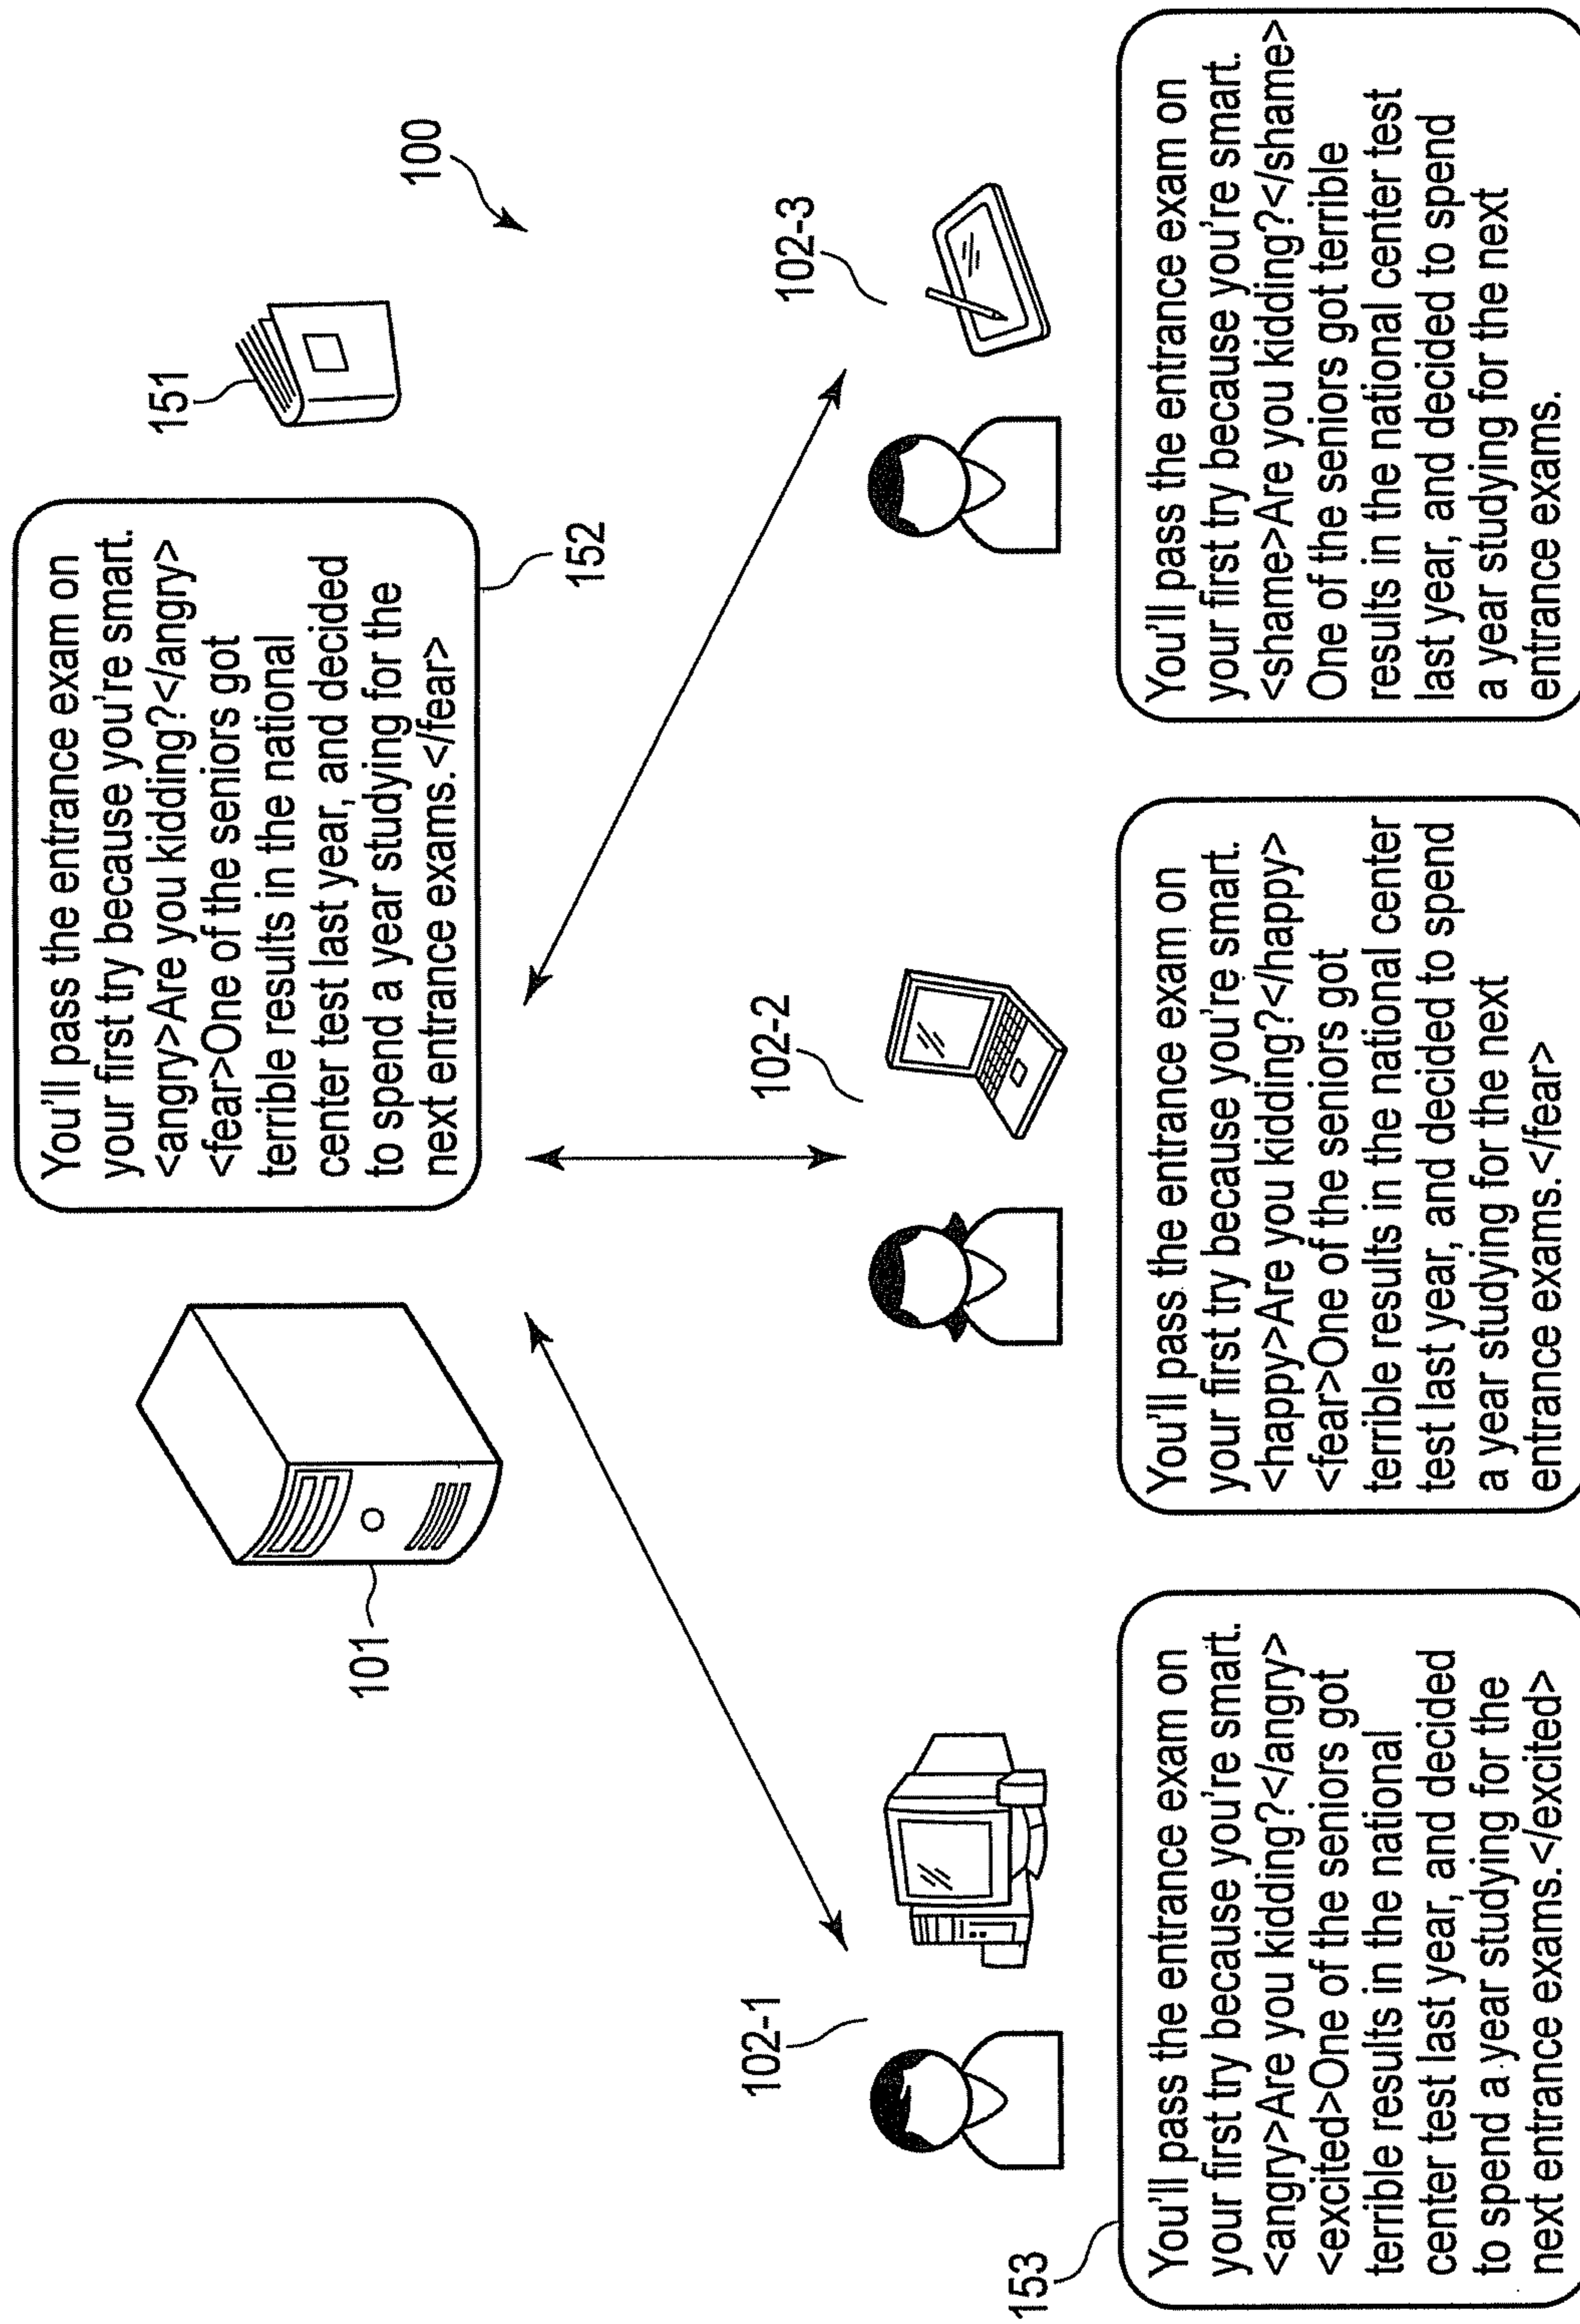 100
151
You'll pass the entrance exam on
your first try because you're smart.
<angry>Are you kidding?</angry>
<fear>One of the seniors got
terrible results in the national
center test last year, and decided
to spend a year studying for the
next entrance exams.</fear>
152
101
102-1
102-2
102-3
153
You'll pass the entrance exam on
your first try because you're smart.
<angry>Are you kidding?</angry>
<excited>One of the seniors got
terrible results in the national
center test last year, and decided
to spend a year studying for the
next entrance exams.</excited>
You'll pass the entrance exam on
your first try because you're smart.
<happy>Are you kidding?</happy>
<fear>One of the seniors got
terrible results in the national center
test last year, and decided to spend
a year studying for the next
entrance exams.</fear>
You'll pass the entrance exam on
your first try because you're smart.
<shame>Are you kidding?</shame>
One of the seniors got terrible
results in the national center test
last year, and decided to spend
a year studying for the next
entrance exams.